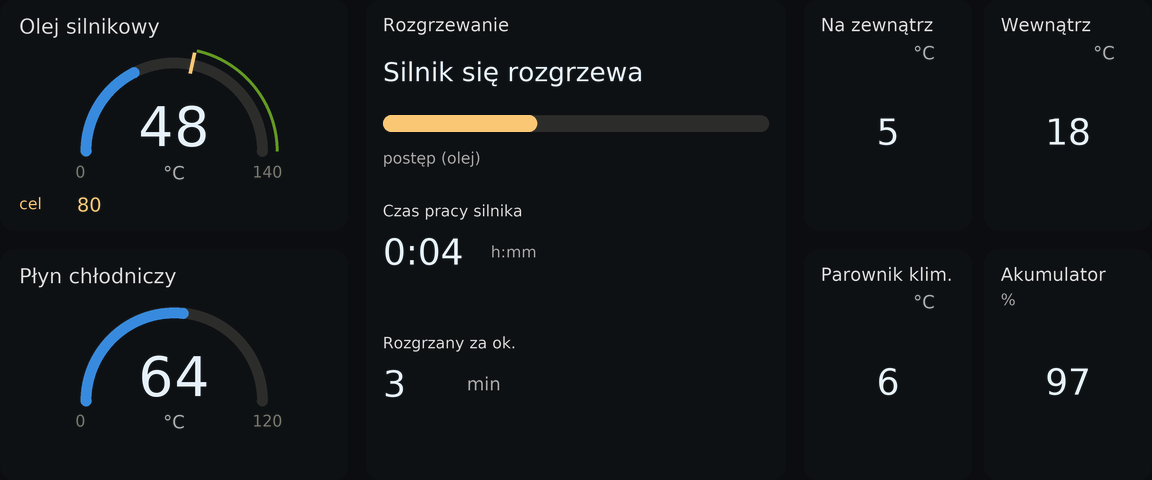 Olej silnikowy
48
0
°C
140
cel 80
Płyn chłodniczy
64
0
°C
120
Rozgrzewanie
Silnik się rozgrzewa
postęp (olej)
Czas pracy silnika
0:04 h:mm
Rozgrzany za ok.
3 min
Na zewnątrz
°C
5
Wewnątrz
°C
18
Parownik klim.
°C
6
Akumulator
%
97